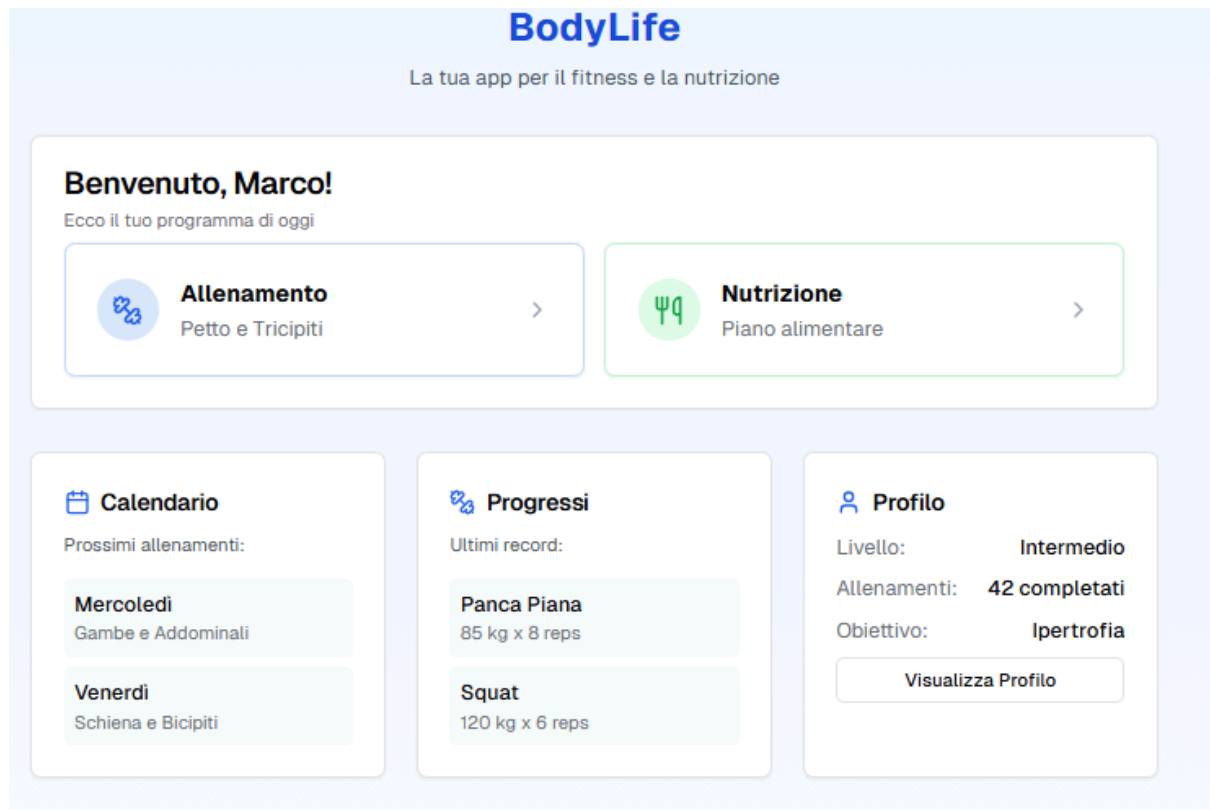 BodyLife
La tua app per il fitness e la nutrizione
Benvenuto, Marco!
Ecco il tuo programma di oggi
Allenamento
Petto e Tricipiti
Nutrizione
Piano alimentare
Calendario
Prossimi allenamenti:
Mercoledì
Gambe e Addominali
Venerdì
Schiena e Bicipiti
Progressi
Ultimi record:
Panca Piana
85 kg x 8 reps
Squat
120 kg x 6 reps
Profilo
Livello: Intermedio
Allenamenti: 42 completati
Obiettivo: Ipertrofia
Visualizza Profilo